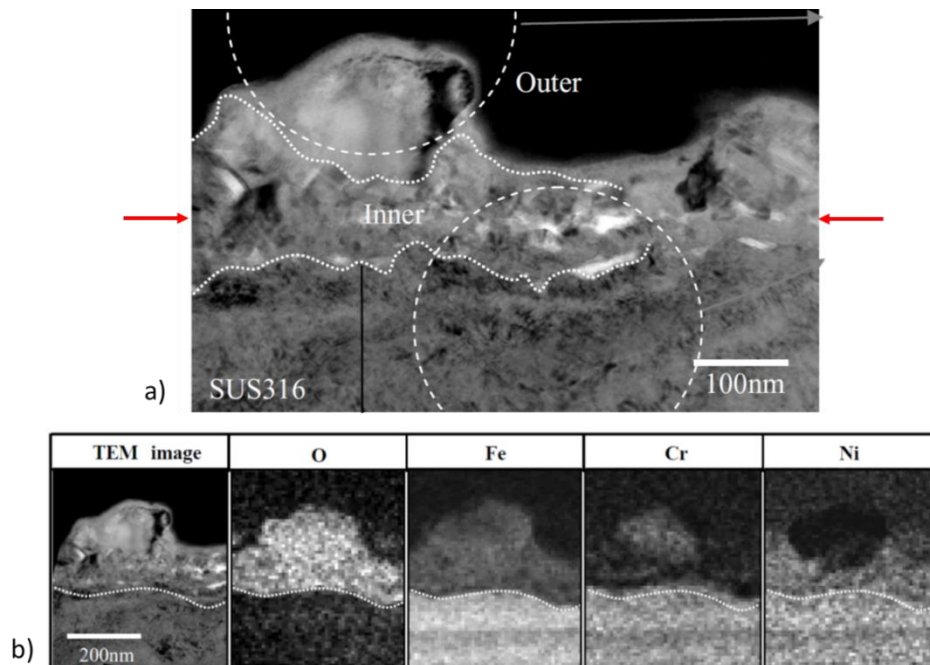 Outer
Inner
SUS316
100nm
a)
TEM image O Fe Cr Ni
200nm
b)